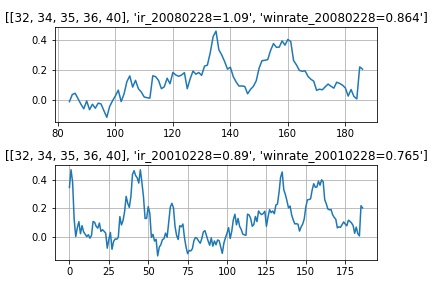 [[32, 34, 35, 36, 40], 'ir_20080228=1.09', 'winrate_20080228=0.864']
0.4
0.2
0.0
80 100 120 140 160 180
[[32, 34, 35, 36, 40], 'ir_20010228=0.89', 'winrate_20010228=0.765']
0.4
0.2
0.0
0 25 50 75 100 125 150 175